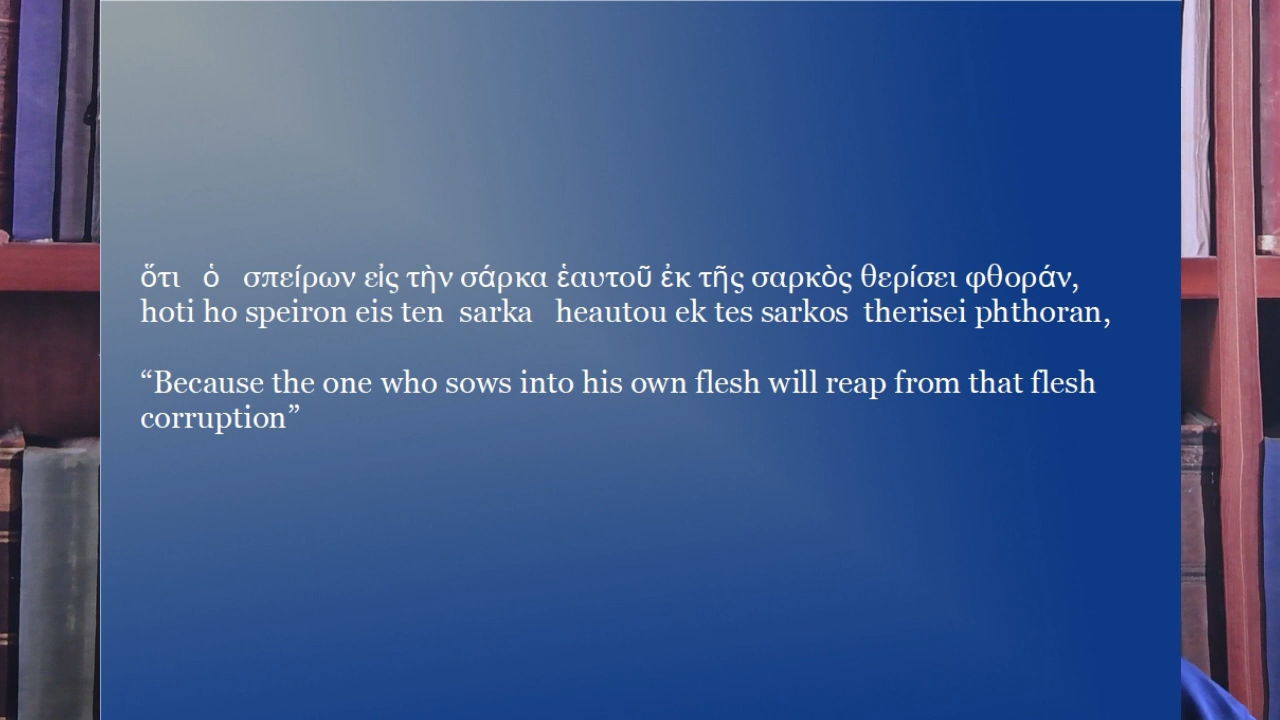 ὅτι ὁ σπείρων εἰς τὴν σάρκα ἑαυτοῦ ἐκ τῆς σαρκὸς θερίσει φθοράν,
hoti ho speiron eis ten sarka heautou ek tes sarkos therisei phthoran,
“Because the one who sows into his own flesh will reap from that flesh
corruption”